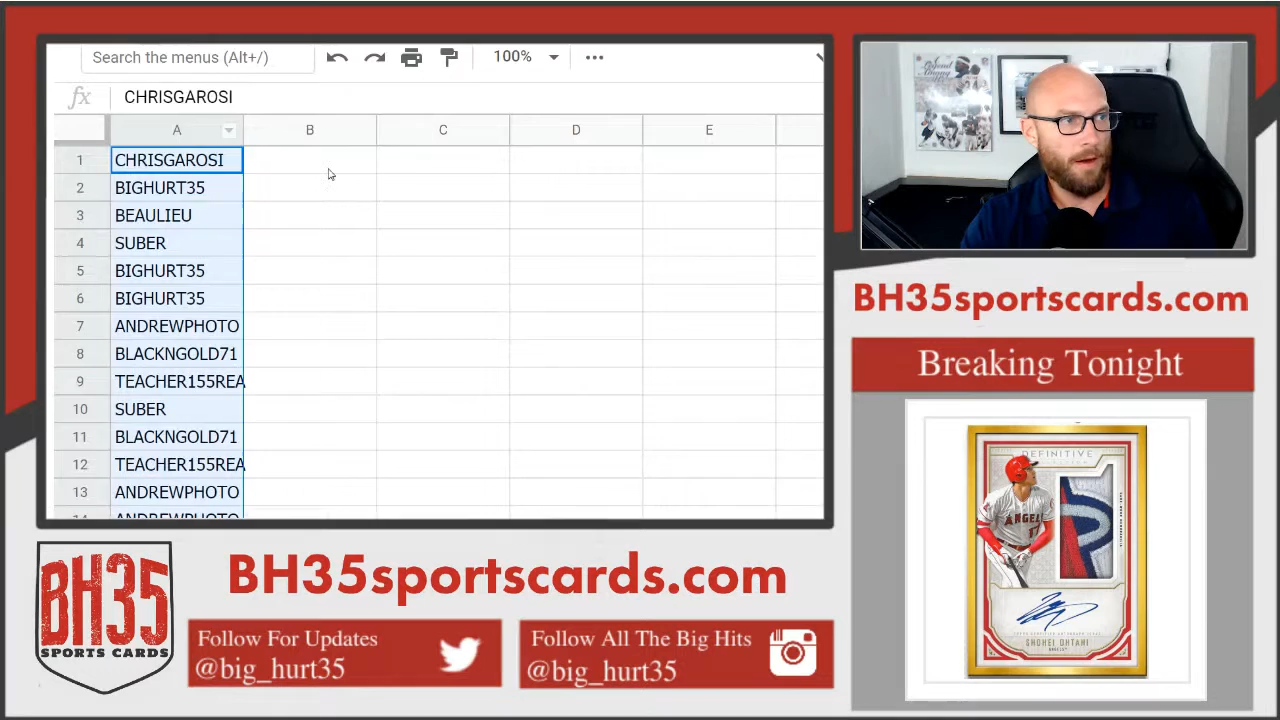 Search the menus (Alt+/)
100%
fx
CHRISGAROSI
A
B
C
D
E
1
CHRISGAROSI
2
BIGHURT35
3
BEAULIEU
4
SUBER
5
BIGHURT35
6
BIGHURT35
7
ANDREWPHOTO
8
BLACKNGOLD71
9
TEACHER155REA
10
SUBER
11
BLACKNGOLD71
12
TEACHER155REA
13
ANDREWPHOTO
ANDREWPHOTO
BH35sportscards.com
Breaking Tonight
DEFINITIVE
ANGELS
SHOHEI OHTANI
BH35
SPORTS CARDS
BH35sportscards.com
Follow For Updates
@big_hurt35
Follow All The Big Hits
@big_hurt35